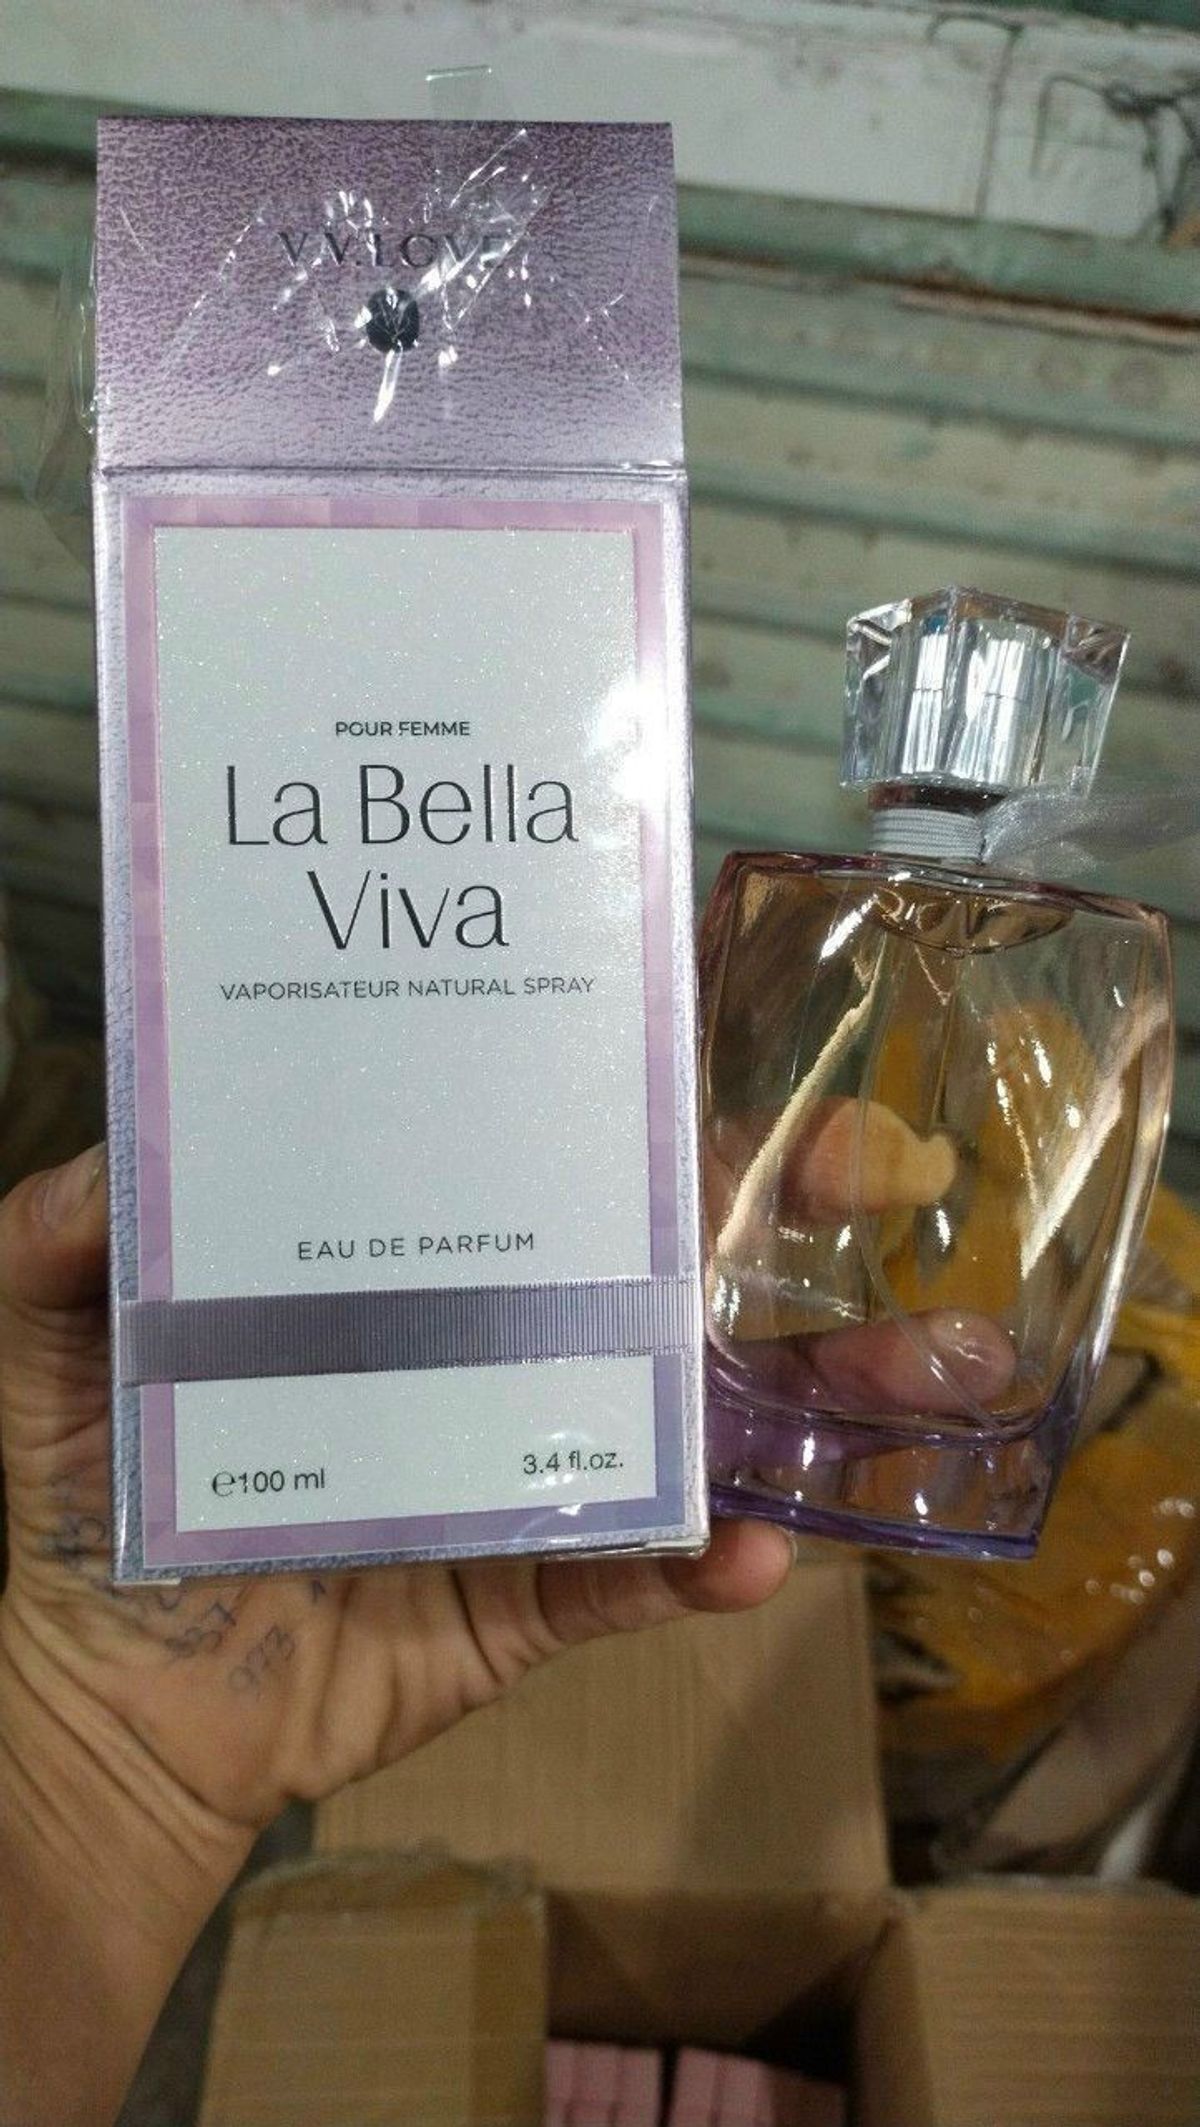 V.V.LOVE
POUR FEMME
La Bella
Viva
VAPORISATEUR NATURAL SPRAY
EAU DE PARFUM
℮100 ml
3.4 fl.oz.